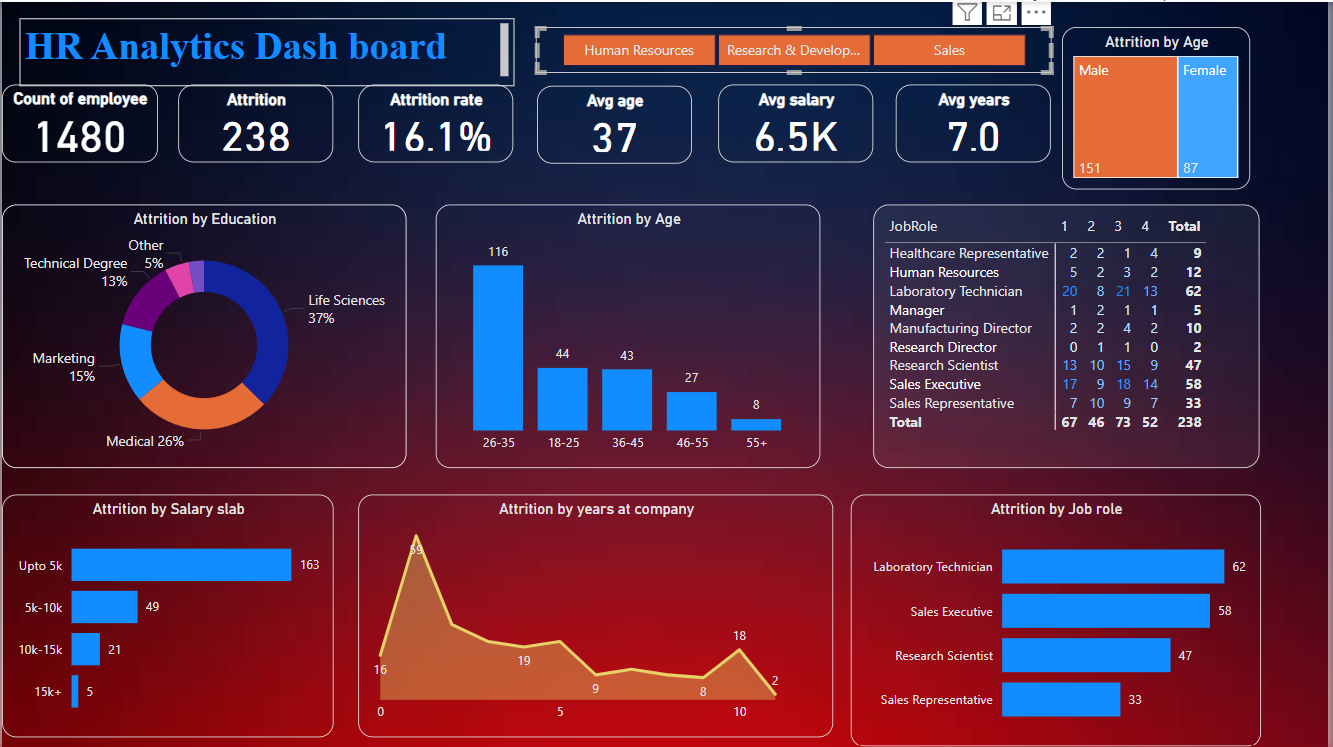 HR Analytics Dash board
Human Resources
Research & Develop...
Sales
Count of employee
1480
Attrition
238
Attrition rate
16.1%
Avg age
37
Avg salary
6.5K
Avg years
7.0
Attrition by Age
Male
Female
151
87
Attrition by Education
Other
5%
Technical Degree
13%
Life Sciences
37%
Marketing
15%
Medical 26%
Attrition by Age
116
44
43
27
8
26-35 18-25 36-45 46-55 55+
JobRole 1 2 3 4 Total
Healthcare Representative 2 2 1 4 9
Human Resources 5 2 3 2 12
Laboratory Technician 20 8 21 13 62
Manager 1 2 1 1 5
Manufacturing Director 2 2 4 2 10
Research Director 0 1 1 0 2
Research Scientist 13 10 15 9 47
Sales Executive 17 9 18 14 58
Sales Representative 7 10 9 7 33
Total 67 46 73 52 238
Attrition by Salary slab
Upto 5k 163
5k-10k 49
10k-15k 21
15k+ 5
Attrition by years at company
59
16
19
9
8
18
2
0 5 10
Attrition by Job role
Laboratory Technician 62
Sales Executive 58
Research Scientist 47
Sales Representative 33